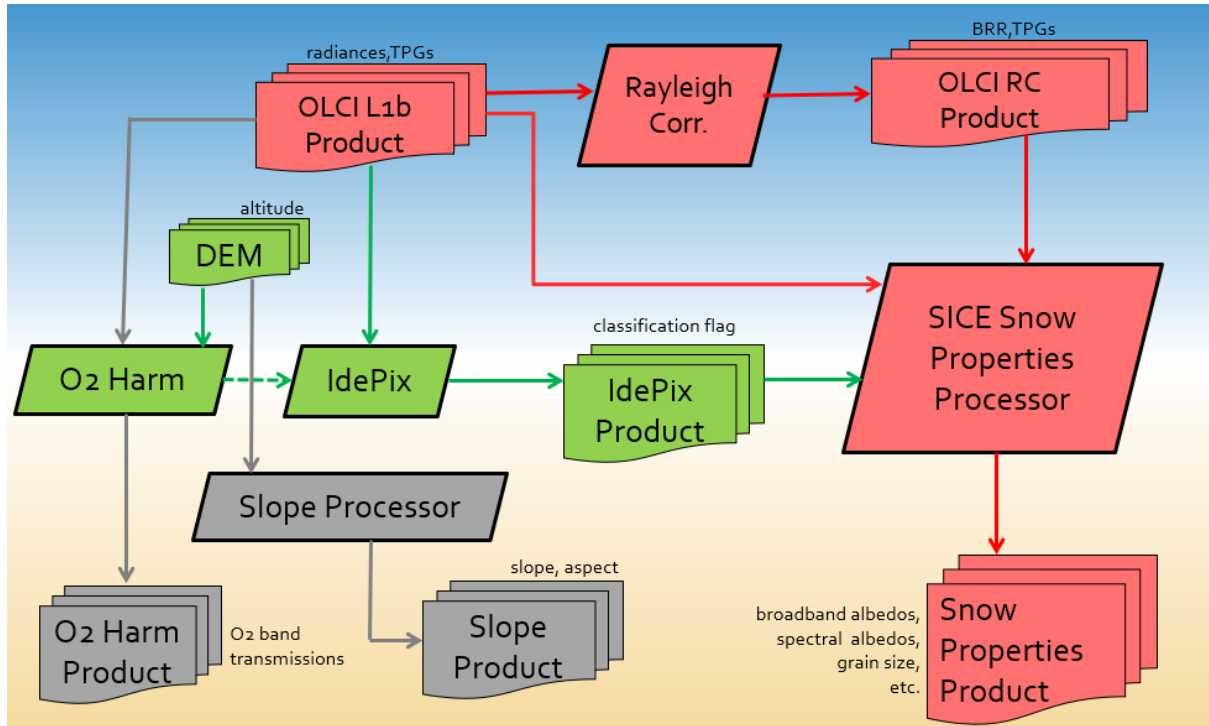 radiances,TPGs
OLCI L1b
Product
Rayleigh
Corr.
BRR,TPGs
OLCI RC
Product
altitude
DEM
O2 Harm
IdePix
classification flag
IdePix
Product
SICE Snow
Properties
Processor
Slope Processor
O2 Harm
Product
O2 band
transmissions
slope, aspect
Slope
Product
broadband albedos,
spectral albedos,
grain size,
etc.
Snow
Properties
Product